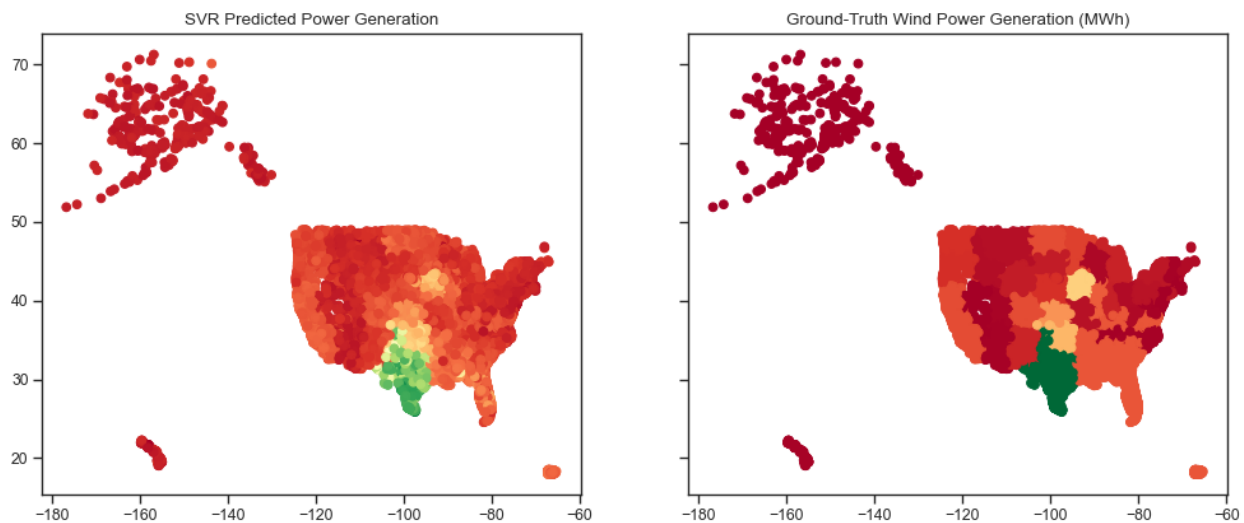 SVR Predicted Power Generation
70
60
50
40
30
20
−180 −160 −140 −120 −100 −80 −60
Ground-Truth Wind Power Generation (MWh)
−180 −160 −140 −120 −100 −80 −60